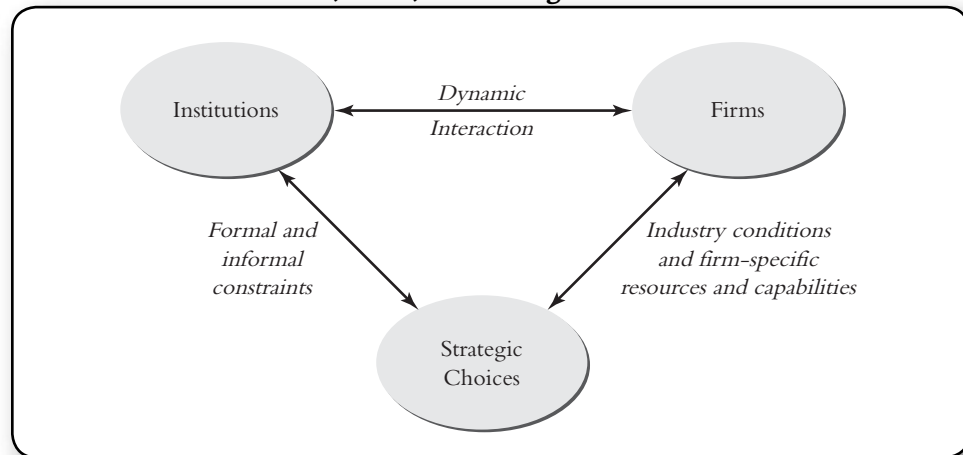 Institutions
Dynamic
Interaction
Firms
Formal and
informal
constraints
Industry conditions
and firm-specific
resources and capabilities
Strategic
Choices